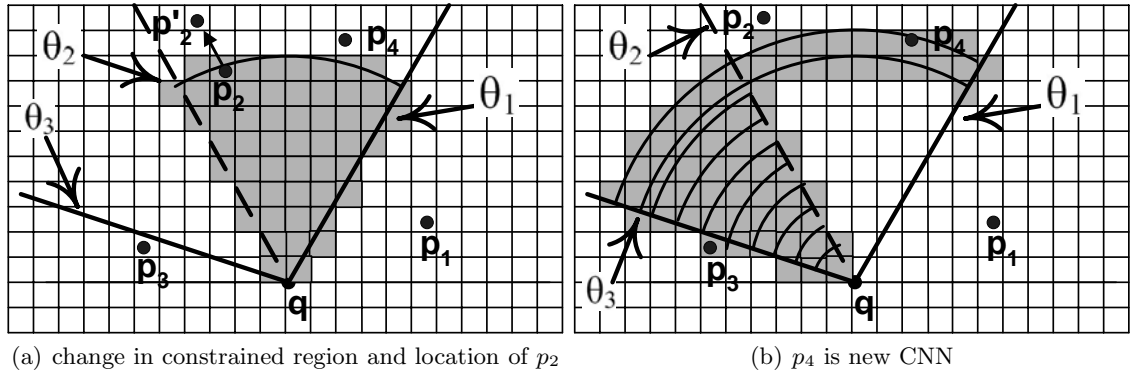 p'2
p4
θ2
p2
θ1
θ3
p3
p1
q
(a) change in constrained region and location of p2
p2
p4
θ2
θ1
p1
p3
θ3
q
(b) p4 is new CNN